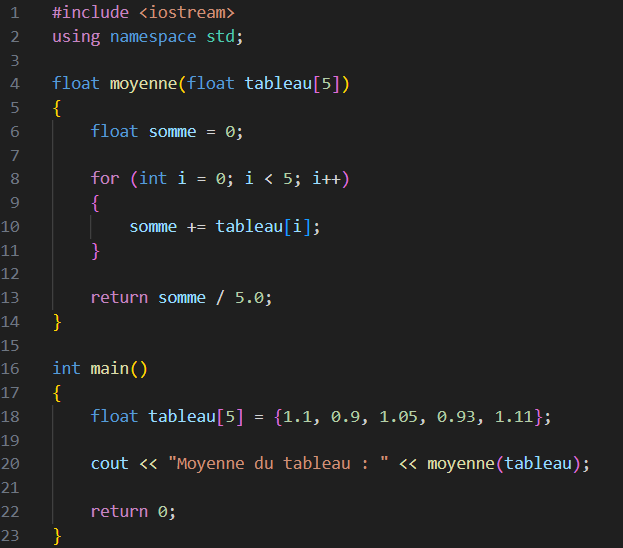 1 #include <iostream>
2 using namespace std;
3
4 float moyenne(float tableau[5])
5 {
6     float somme = 0;
7
8     for (int i = 0; i < 5; i++)
9     {
10         somme += tableau[i];
11     }
12
13     return somme / 5.0;
14 }
15
16 int main()
17 {
18     float tableau[5] = {1.1, 0.9, 1.05, 0.93, 1.11};
19
20     cout << "Moyenne du tableau : " << moyenne(tableau);
21
22     return 0;
23 }